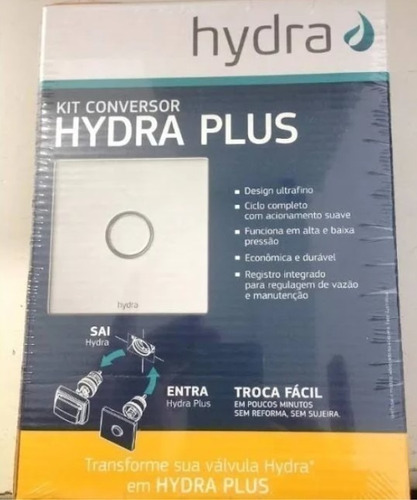 hydra
KIT CONVERSOR
HYDRA PLUS
Design ultrafino
Ciclo completo
com acionamento suave
Funciona em alta e baixa
pressão
Econômica e durável
Registro integrado
para regulagem de vazão
e manutenção
hydra
SAI
Hydra
ENTRA
Hydra Plus
TROCA FÁCIL
EM POUCOS MINUTOS
SEM REFORMA, SEM SUJEIRA.
Transforme sua válvula Hydra*
em HYDRA PLUS